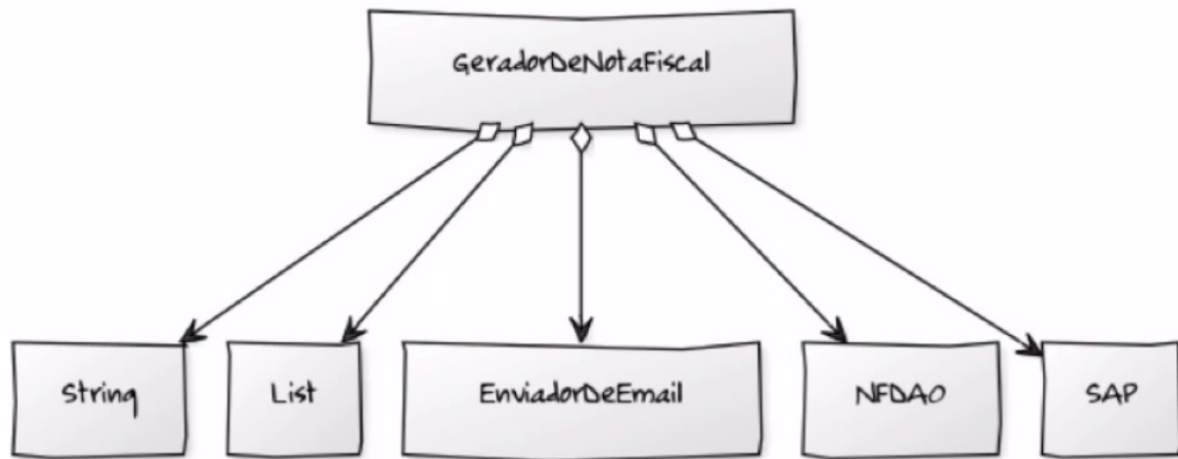 GeradorDeNotaFiscal
String
List
EnviadorDeEmail
NFDAO
SAP